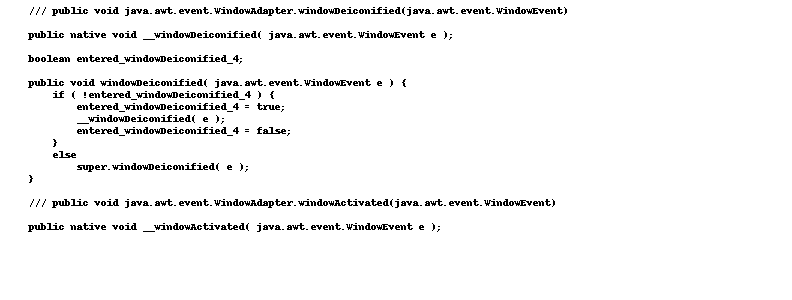 /// public void java.awt.event.WindowAdapter.windowDeiconified(java.awt.event.WindowEvent)
public native void __windowDeiconified( java.awt.event.WindowEvent e );
boolean entered_windowDeiconified_4;
public void windowDeiconified( java.awt.event.WindowEvent e ) {
if ( !entered_windowDeiconified_4 ) {
entered_windowDeiconified_4 = true;
__windowDeiconified( e );
entered_windowDeiconified_4 = false;
}
else
super.windowDeiconified( e );
}
/// public void java.awt.event.WindowAdapter.windowActivated(java.awt.event.WindowEvent)
public native void __windowActivated( java.awt.event.WindowEvent e );